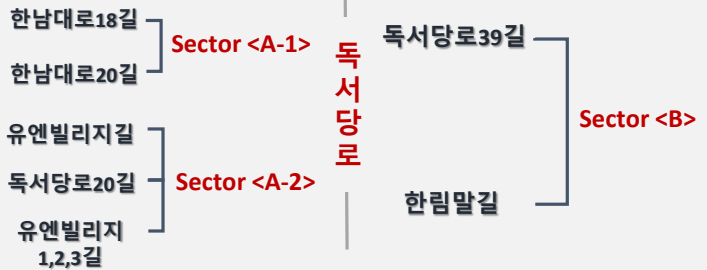 한남대로18길
한남대로20길
Sector <A-1>
유엔빌리지길
독서당로20길
유엔빌리지
1,2,3길
Sector <A-2>
독
서
당
로
독서당로39길
한림말길
Sector <B>